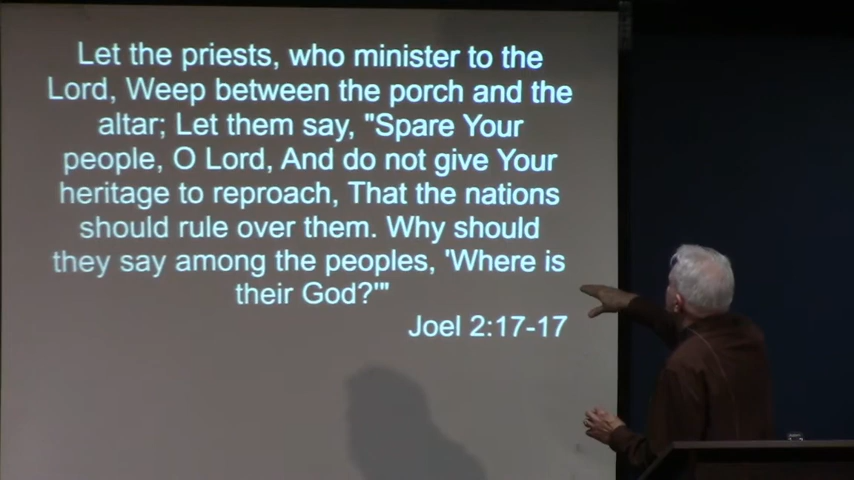 Let the priests, who minister to the
Lord, Weep between the porch and the
altar; Let them say, "Spare Your
people, O Lord, And do not give Your
heritage to reproach, That the nations
should rule over them. Why should
they say among the peoples, 'Where is
their God?'"
Joel 2:17-17